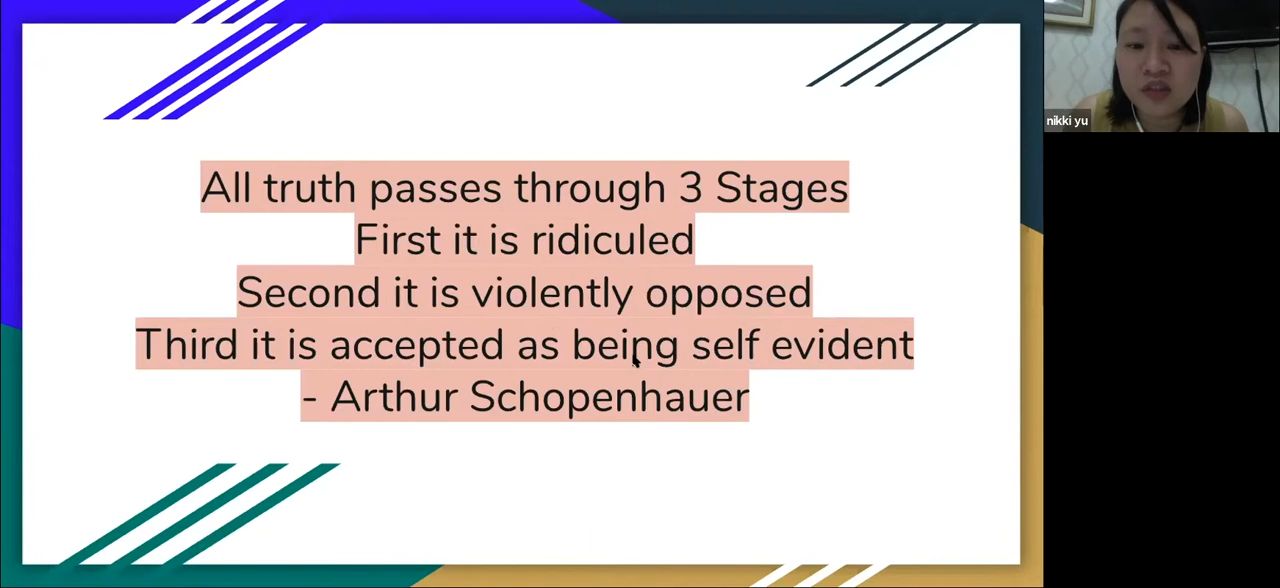 All truth passes through 3 Stages
First it is ridiculed
Second it is violently opposed
Third it is accepted as being self evident
- Arthur Schopenhauer
nikki yu